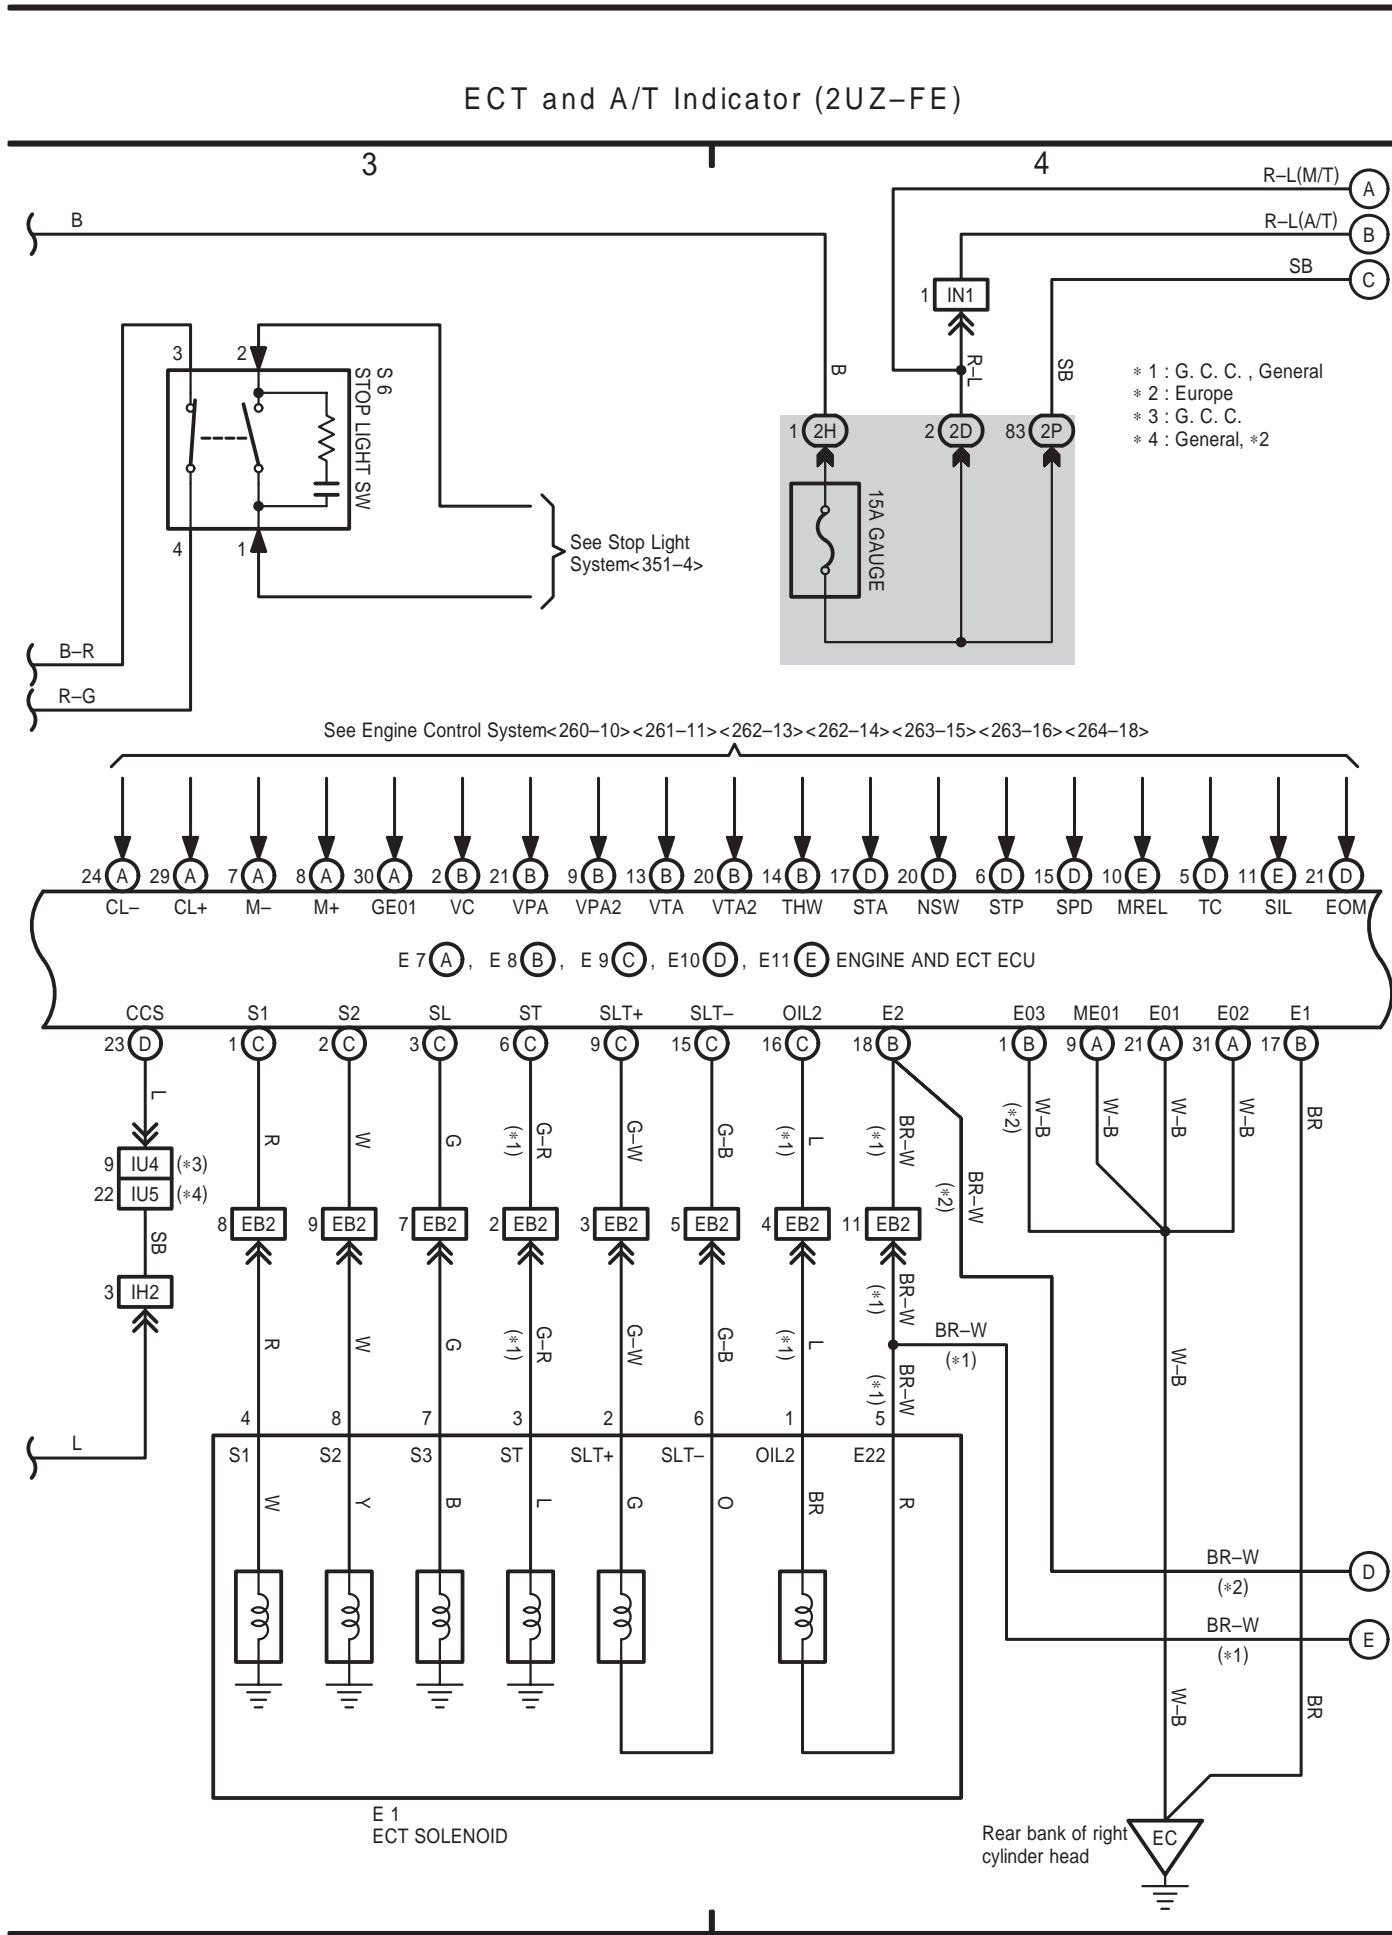 ECT and A/T Indicator (2UZ–FE)
3
4
R–L(M/T)
A
B
R–L(A/T)
B
SB
C
1
IN1
3
2
S 6
STOP LIGHT SW
B
R–L
SB
∗ 1 : G. C. C. , General
∗ 2 : Europe
∗ 3 : G. C. C.
∗ 4 : General, ∗2
1
2H
2
2D
83
2P
15A GAUGE
4
1
See Stop Light
System<351–4>
B–R
R–G
See Engine Control System<260–10><261–11><262–13><262–14><263–15><263–16><264–18>
24 A 29 A 7 A 8 A 30 A 2 B 21 B 9 B 13 B 20 B 14 B 17 D 20 D 6 D 15 D 10 E 5 D 11 E 21 D
CL– CL+ M– M+ GE01 VC VPA VPA2 VTA VTA2 THW STA NSW STP SPD MREL TC SIL EOM
E 7 A , E 8 B , E 9 C , E10 D , E11 E ENGINE AND ECT ECU
CCS S1 S2 SL ST SLT+ SLT– OIL2 E2 E03 ME01 E01 E02 E1
23 D 1 C 2 C 3 C 6 C 9 C 15 C 16 C 18 B 1 B 9 A 21 A 31 A 17 B
L
R
W
G
G–R
(∗1)
G–W
G–B
L
(∗1)
BR–W
(∗1)
BR–W
(∗2)
W–B
(∗2)
W–B
W–B
W–B
BR
9 IU4 (∗3)
22 IU5 (∗4)
8 EB2 9 EB2 7 EB2 2 EB2 3 EB2 5 EB2 4 EB2 11 EB2
SB
3 IH2
BR–W
(∗1)
R
W
G
G–R
(∗1)
G–W
G–B
L
(∗1)
BR–W
(∗1)
BR–W
(∗1)
W–B
4 8 7 3 2 6 1 5
L
S1 S2 S3 ST SLT+ SLT– OIL2 E22
W
Y
B
L
G
O
BR
R
BR–W
(∗2)
D
BR–W
(∗1)
E
W–B
BR
E 1
ECT SOLENOID
Rear bank of right
cylinder head
EC